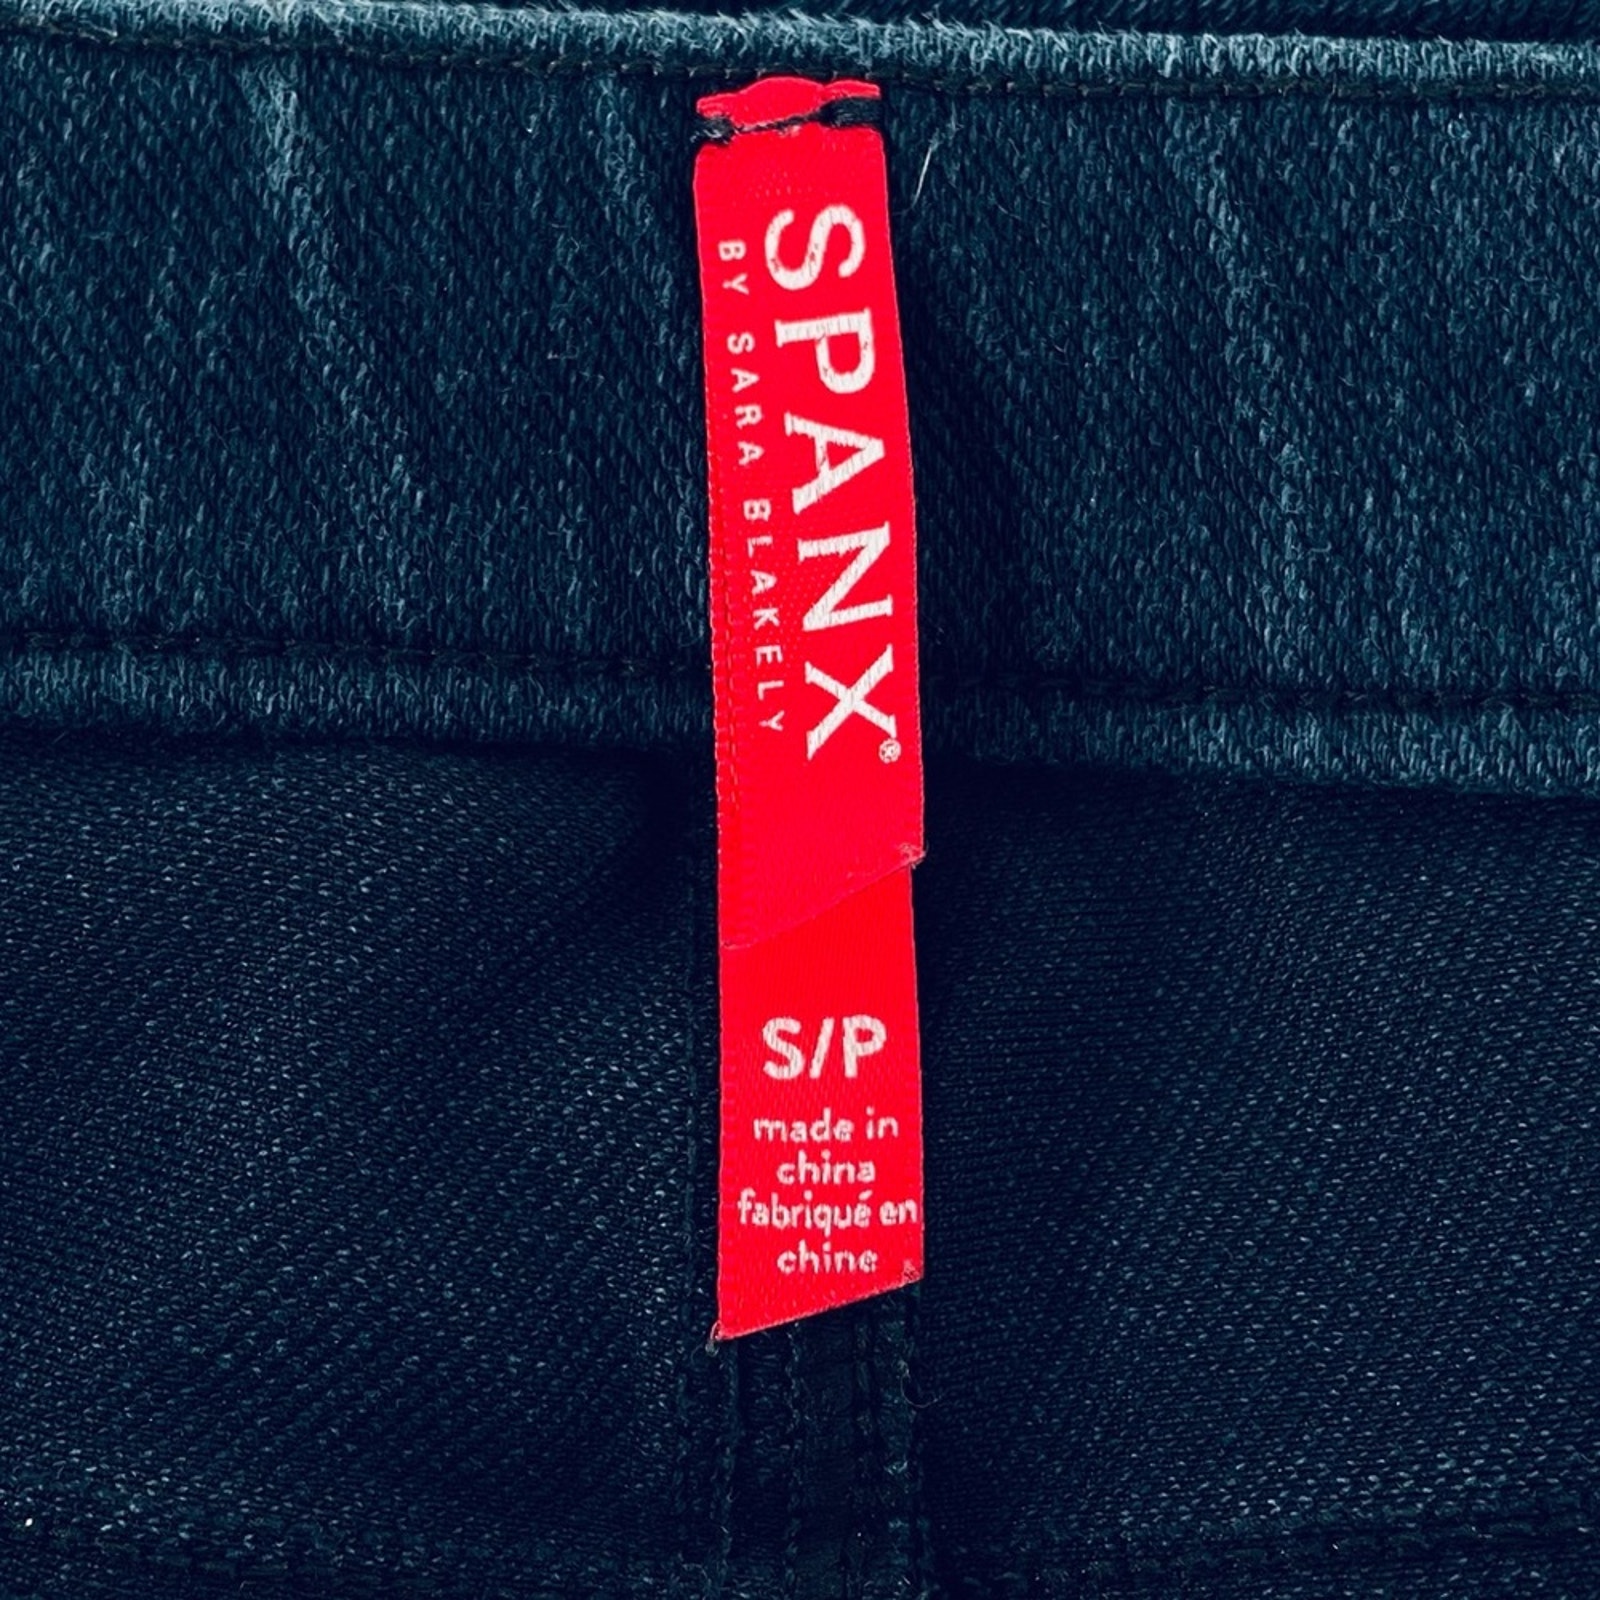 SPANX®
BY SARA BLAKELY
S/P
made in
china
fabriqué en
chine